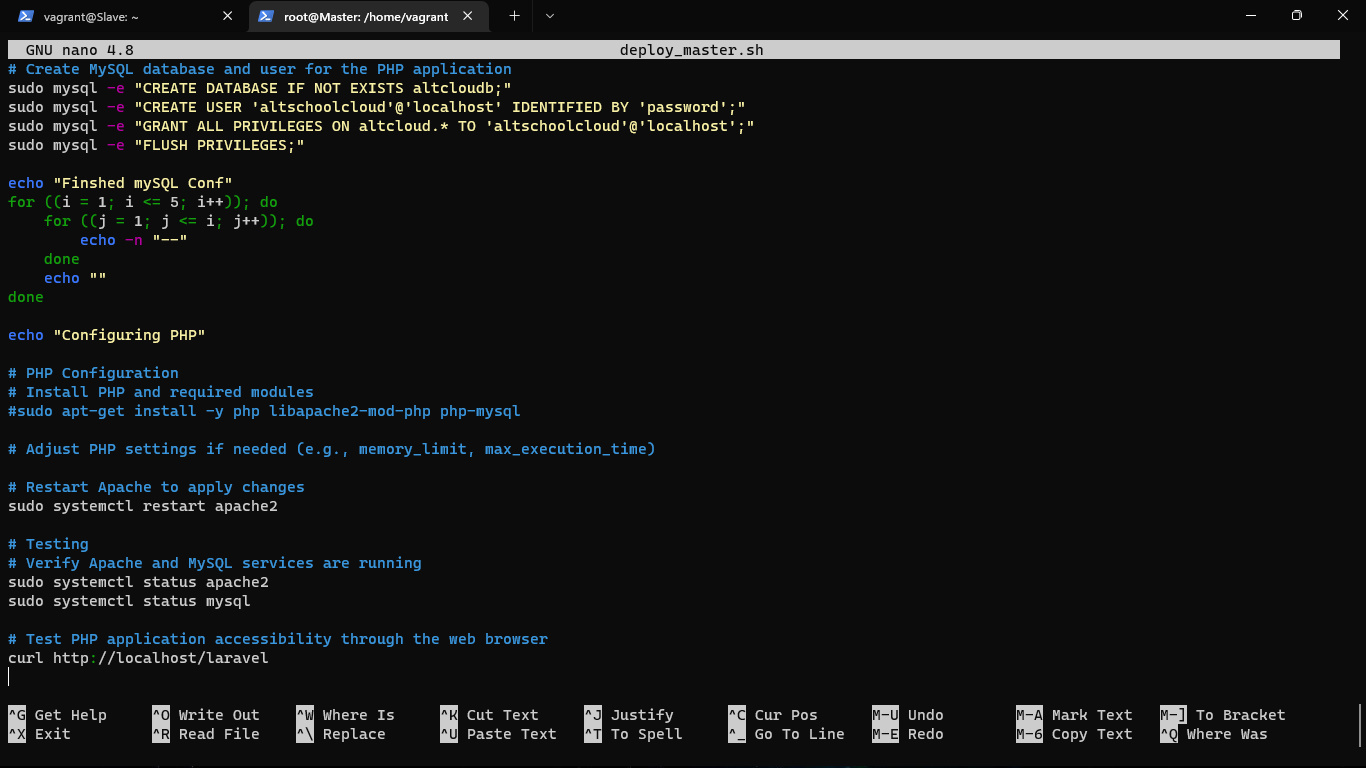 vagrant@Slave: ~
root@Master: /home/vagrant
GNU nano 4.8 deploy_master.sh
# Create MySQL database and user for the PHP application
sudo mysql -e "CREATE DATABASE IF NOT EXISTS altcloudb;"
sudo mysql -e "CREATE USER 'altschoolcloud'@'localhost' IDENTIFIED BY 'password';"
sudo mysql -e "GRANT ALL PRIVILEGES ON altcloud.* TO 'altschoolcloud'@'localhost';"
sudo mysql -e "FLUSH PRIVILEGES;"

echo "Finshed mySQL Conf"
for ((i = 1; i <= 5; i++)); do
    for ((j = 1; j <= i; j++)); do
        echo -n "--"
    done
    echo ""
done

echo "Configuring PHP"

# PHP Configuration
# Install PHP and required modules
#sudo apt-get install -y php libapache2-mod-php php-mysql

# Adjust PHP settings if needed (e.g., memory_limit, max_execution_time)

# Restart Apache to apply changes
sudo systemctl restart apache2

# Testing
# Verify Apache and MySQL services are running
sudo systemctl status apache2
sudo systemctl status mysql

# Test PHP application accessibility through the web browser
curl http://localhost/laravel

^G Get Help ^O Write Out ^W Where Is ^K Cut Text ^J Justify ^C Cur Pos M-U Undo M-A Mark Text M-] To Bracket
^X Exit ^R Read File ^\ Replace ^U Paste Text ^T To Spell ^_ Go To Line M-E Redo M-6 Copy Text ^Q Where Was